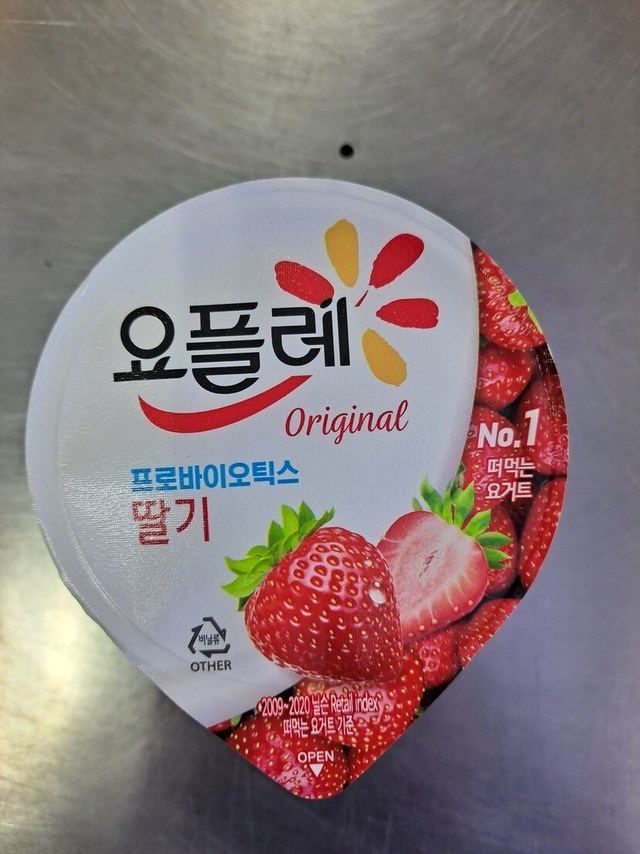 요플레
Original
프로바이오틱스
딸기
No.1
떠먹는
요거트
비닐류
OTHER
*2009~2020 닐슨 Retail index
떠먹는 요거트 기준
OPEN